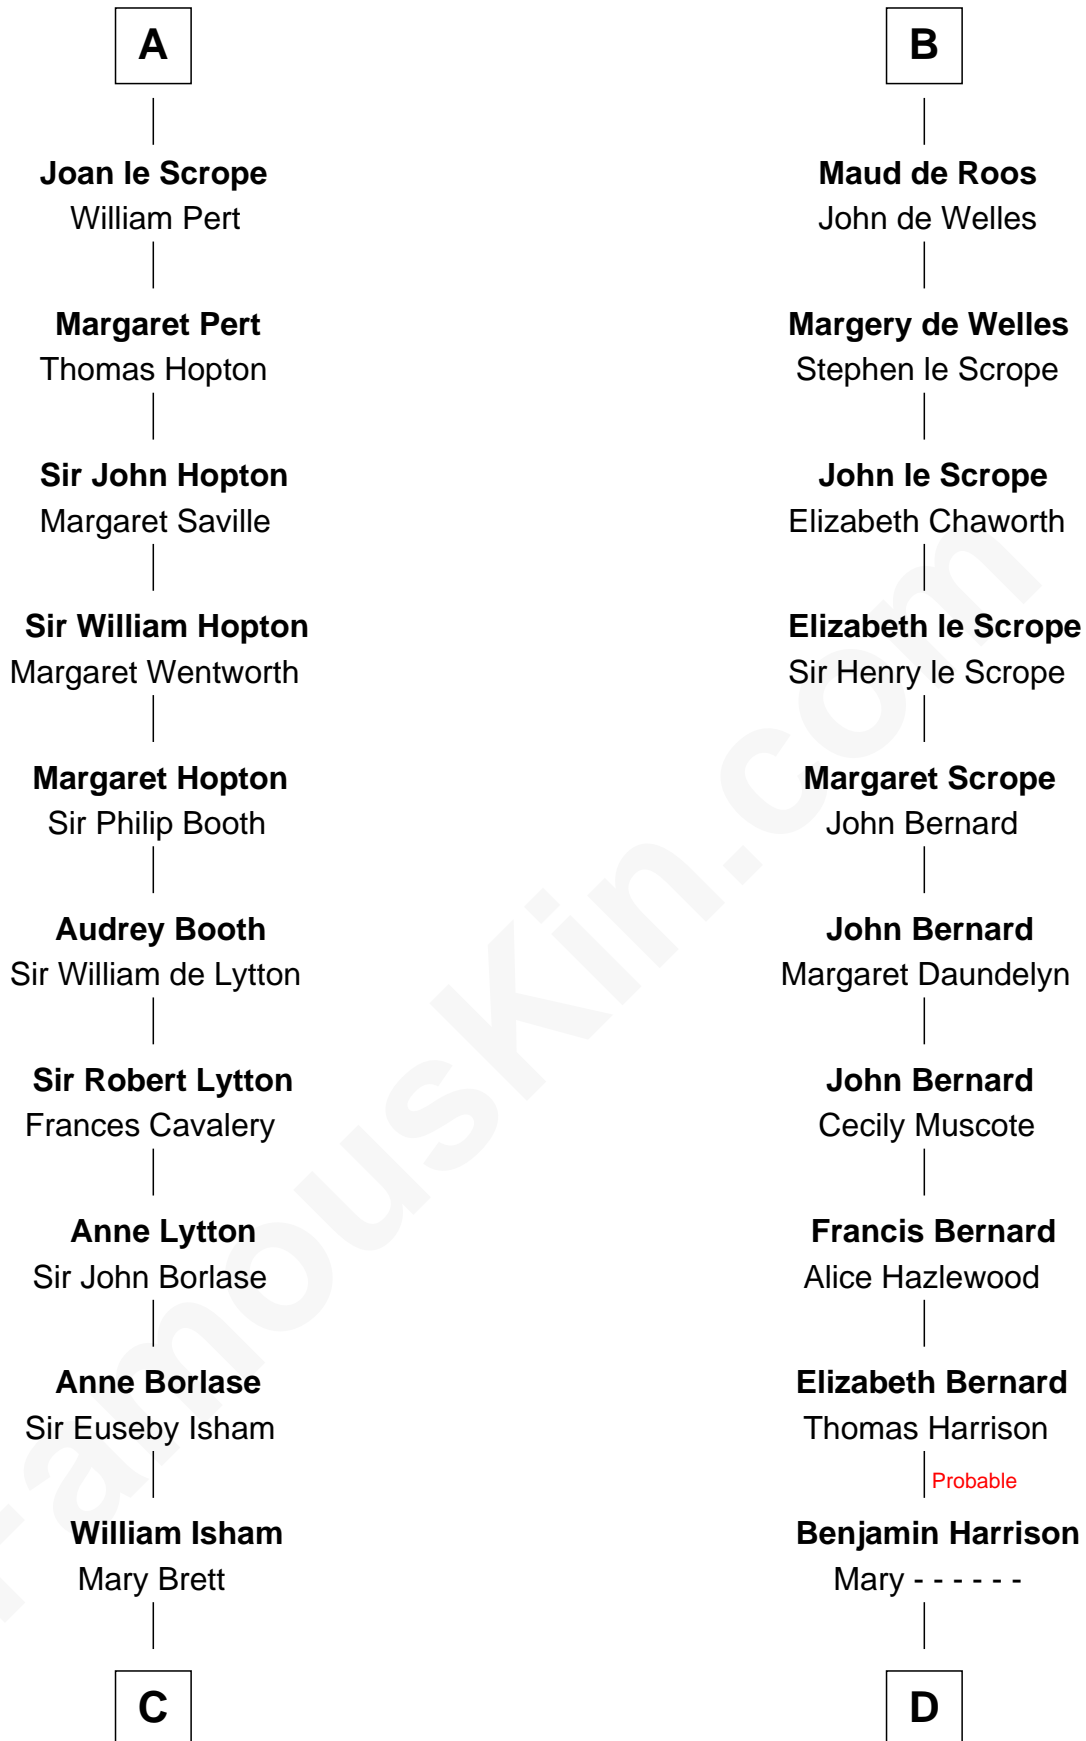 A
Joan le Scrope
William Pert
Margaret Pert
Thomas Hopton
Sir John Hopton
Margaret Saville
Sir William Hopton
Margaret Wentworth
Margaret Hopton
Sir Philip Booth
Audrey Booth
Sir William de Lytton
Sir Robert Lytton
Frances Cavalery
Anne Lytton
Sir John Borlase
Anne Borlase
Sir Euseby Isham
William Isham
Mary Brett
C
B
Maud de Roos
John de Welles
Margery de Welles
Stephen le Scrope
John le Scrope
Elizabeth Chaworth
Elizabeth le Scrope
Sir Henry le Scrope
Margaret Scrope
John Bernard
John Bernard
Margaret Daundelyn
John Bernard
Cecily Muscote
Francis Bernard
Alice Hazlewood
Elizabeth Bernard
Thomas Harrison
Probable
Benjamin Harrison
Mary - - - - - -
D
FamousKin.com